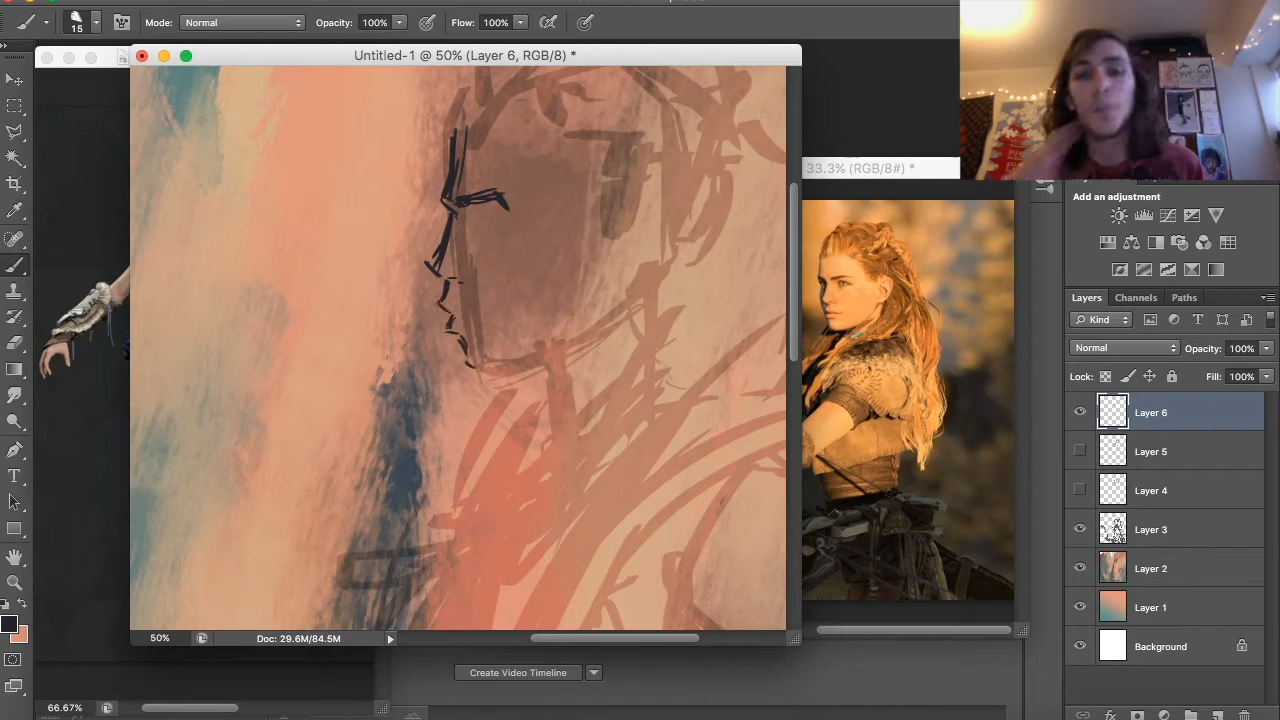 15 Mode: Normal Opacity: 100% Flow: 100%
Untitled-1 @ 50% (Layer 6, RGB/8) *
33.3% (RGB/8#) *
Add an adjustment
Layers Channels Paths
Kind
Normal Opacity: 100%
Lock: Fill: 100%
Layer 6
Layer 5
Layer 4
Layer 3
Layer 2
Layer 1
Background
50% Doc: 29.6M/84.5M
Create Video Timeline
66.67%